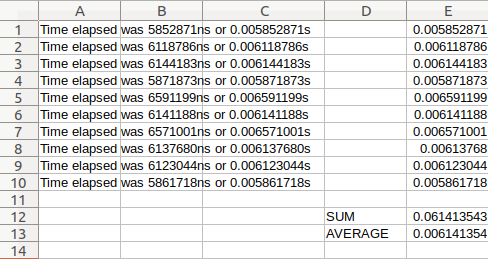 A B C D E
1 Time elapsed was 5852871ns or 0.005852871s 0.005852871
2 Time elapsed was 6118786ns or 0.006118786s 0.006118786
3 Time elapsed was 6144183ns or 0.006144183s 0.006144183
4 Time elapsed was 5871873ns or 0.005871873s 0.005871873
5 Time elapsed was 6591199ns or 0.006591199s 0.006591199
6 Time elapsed was 6141188ns or 0.006141188s 0.006141188
7 Time elapsed was 6571001ns or 0.006571001s 0.006571001
8 Time elapsed was 6137680ns or 0.006137680s 0.00613768
9 Time elapsed was 6123044ns or 0.006123044s 0.006123044
10 Time elapsed was 5861718ns or 0.005861718s 0.005861718
11
12 SUM 0.061413543
13 AVERAGE 0.006141354
14